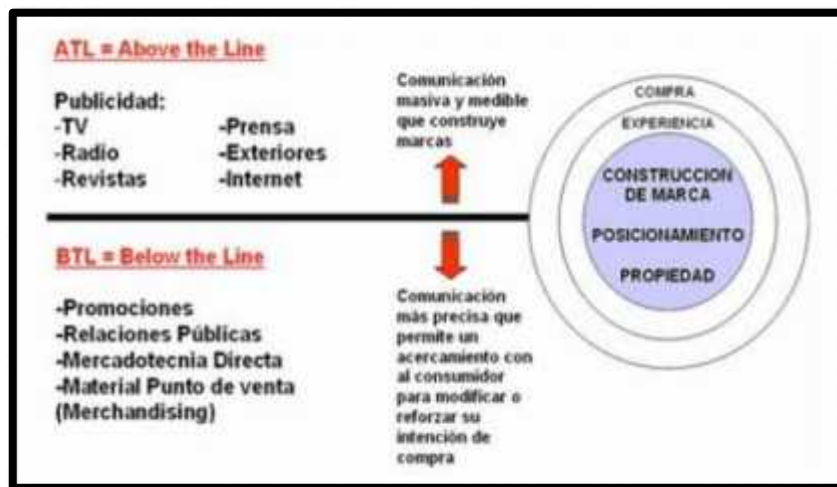 ATL = Above the Line
Publicidad:
-TV
-Radio
-Revistas
-Prensa
-Exteriores
-Internet
Comunicación
masiva y medible
que construye
marcas
BTL = Below the Line
-Promociones
-Relaciones Públicas
-Mercadotecnia Directa
-Material Punto de venta
(Merchandising)
Comunicación
más precisa que
permite un
acercamiento con
al consumidor
para modificar o
reforzar su
intención de
compra
COMPRA
EXPERIENCIA
CONSTRUCCION
DE MARCA
POSICIONAMIENTO
PROPIEDAD